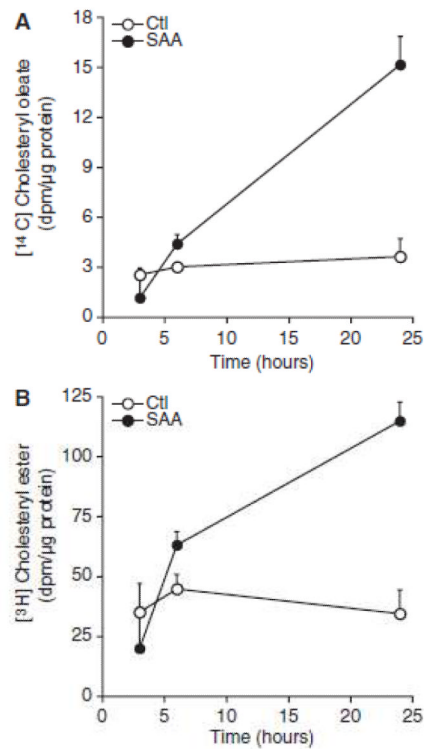 A
Ctl
SAA
[14 C] Cholesteryl oleate
(dpm/µg protein)
18
15
12
9
6
3
0
0 5 10 15 20 25
Time (hours)
B
Ctl
SAA
[3H] Cholesteryl ester
(dpm/µg protein)
125
100
75
50
25
0
0 5 10 15 20 25
Time (hours)